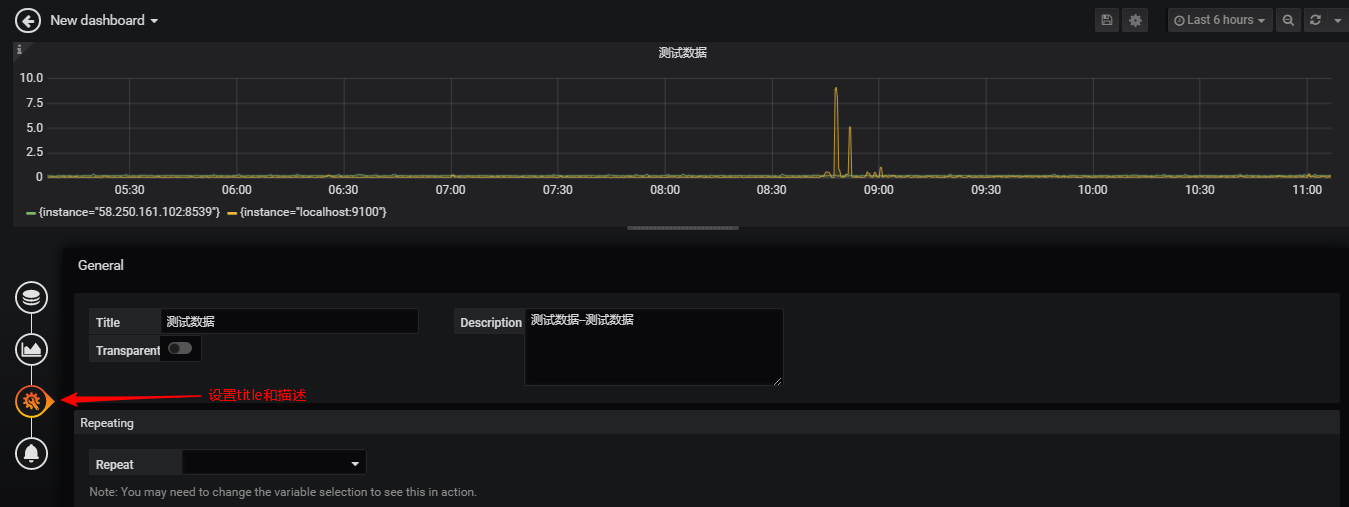 New dashboard
Last 6 hours
i
测试数据
10.0
7.5
5.0
2.5
0
05:30 06:00 06:30 07:00 07:30 08:00 08:30 09:00 09:30 10:00 10:30 11:00
{instance="58.250.161.102:8539"} {instance="localhost:9100"}
General
Title 测试数据 Description 测试数据--测试数据
Transparent
设置title和描述
Repeating
Repeat
Note: You may need to change the variable selection to see this in action.